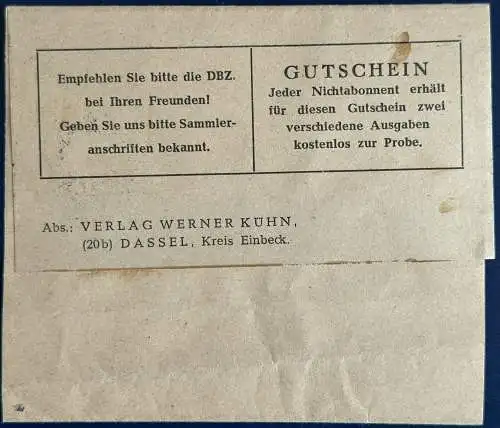 Empfehlen Sie bitte die DBZ.
bei Ihren Freunden!
Geben Sie uns bitte Sammler-
anschriften bekannt.
GUTSCHEIN
Jeder Nichtabonnent erhält
für diesen Gutschein zwei
verschiedene Ausgaben
kostenlos zur Probe.
Abs.: VERLAG WERNER KÜHN,
(20b) DASSEL, Kreis Einbeck.